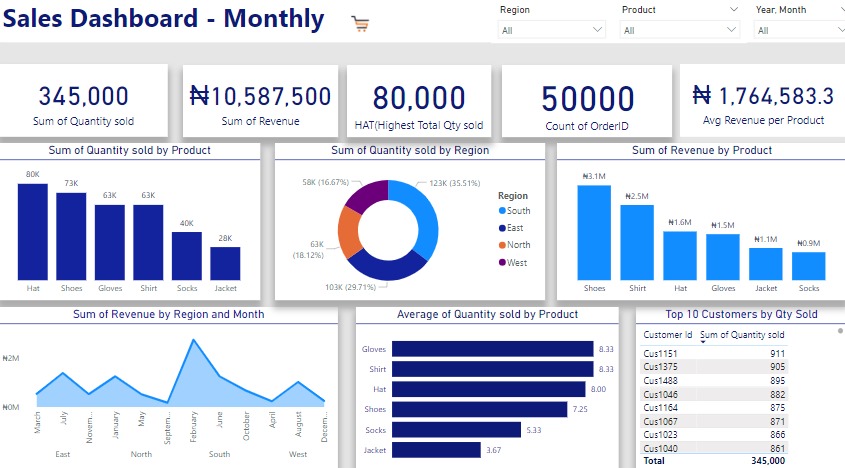 Sales Dashboard - Monthly
Region
All
Product
All
Year, Month
All
345,000
Sum of Quantity sold
₦10,587,500
Sum of Revenue
80,000
HAT(Highest Total Qty sold
50000
Count of OrderID
₦ 1,764,583.3
Avg Revenue per Product
Sum of Quantity sold by Product
80K
73K
63K
63K
40K
28K
Hat
Shoes
Gloves
Shirt
Socks
Jacket
Sum of Quantity sold by Region
58K (16.67%)
123K (35.51%)
63K
(18.12%)
103K (29.71%)
Region
South
East
North
West
Sum of Revenue by Product
₦3.1M
₦2.5M
₦1.6M
₦1.5M
₦1.1M
₦0.9M
Shoes
Shirt
Hat
Gloves
Jacket
Socks
Sum of Revenue by Region and Month
₦2M
₦0M
March
July
Novem...
January
May
Septem...
February
June
October
April
August
Decem...
East
North
South
West
Average of Quantity sold by Product
Gloves 8.33
Shirt 8.33
Hat 8.00
Shoes 7.25
Socks 5.33
Jacket 3.67
Top 10 Customers by Qty Sold
Customer Id Sum of Quantity sold
Cus1151 911
Cus1375 905
Cus1488 895
Cus1046 882
Cus1164 875
Cus1067 871
Cus1023 866
Cus1040 861
Total 345,000